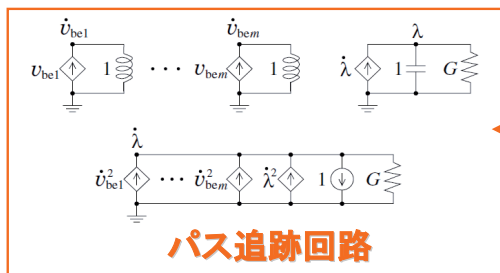 v̇be1 v̇bem λ
vbe1 1 ··· vbem 1 λ̇ 1 G
λ̇
v̇²be1 ··· v̇²bem λ̇² 1 G
パス追跡回路